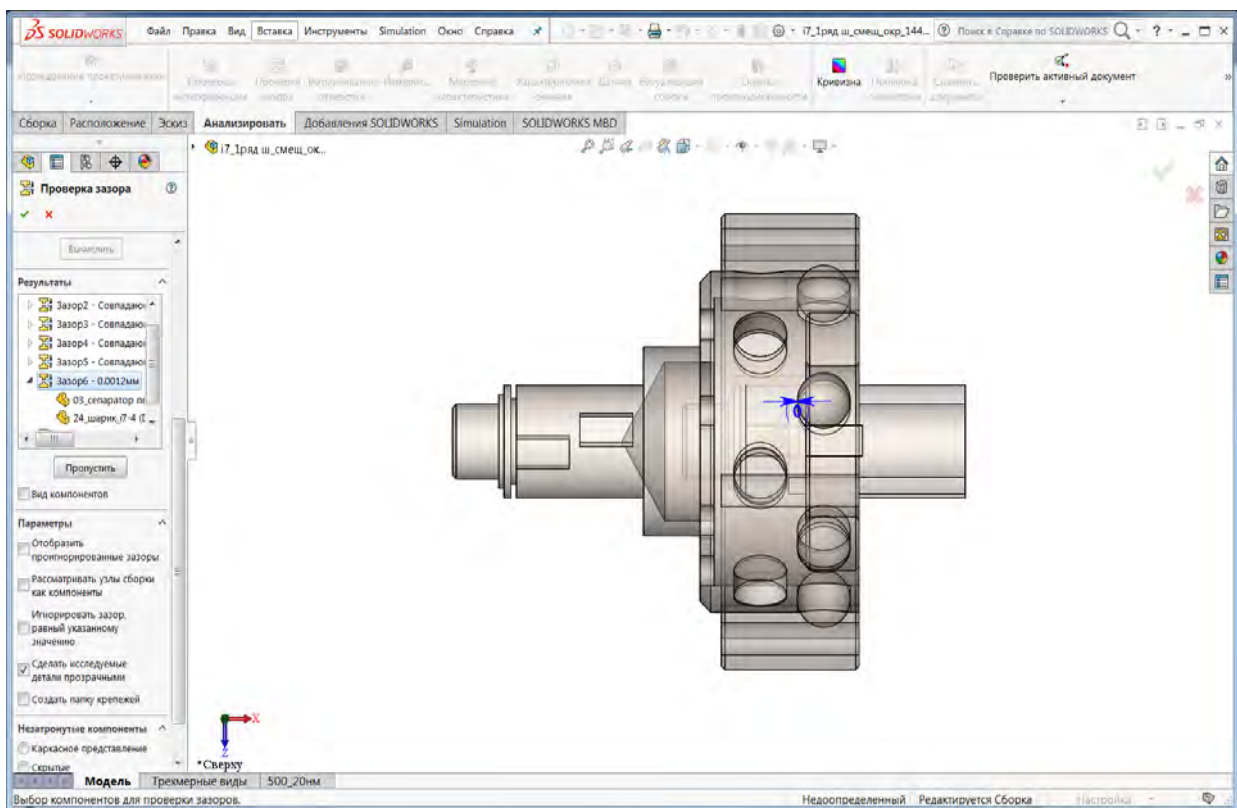 SOLIDWORKS Файл Правка Вид Вставка Инструменты Simulation Окно Справка i7_1ряд ш_смещ_окр_144... Поиск в Справке по SOLIDWORKS ?
Кривизна Проверить активный документ
Сборка Расположение Эскиз Анализировать Добавления SOLIDWORKS Simulation SOLIDWORKS MBD
i7_1ряд ш_смещ_ок...
Проверка зазора
Вычислить
Результаты
Зазор2 - Совпадаю
Зазор3 - Совпадаю
Зазор4 - Совпадаю
Зазор5 - Совпадаю
Зазор6 - 0.0012мм
03_сепаратор
24_шарик_i7-4
Пропустить
Вид компонентов
Параметры
Отобразить
проигнорированные зазоры
Рассматривать узлы сборки
как компоненты
Игнорировать зазор,
равный указанному
значению
Сделать исследуемые
детали прозрачными
Создать папку крепежей
Незатронутые компоненты
Каркасное представление
Скрытые
0
X
Z
*Сверху
Модель Трехмерные виды 500_20нм
Выбор компонентов для проверки зазоров. Недоопределенный Редактируется Сборка Настройка